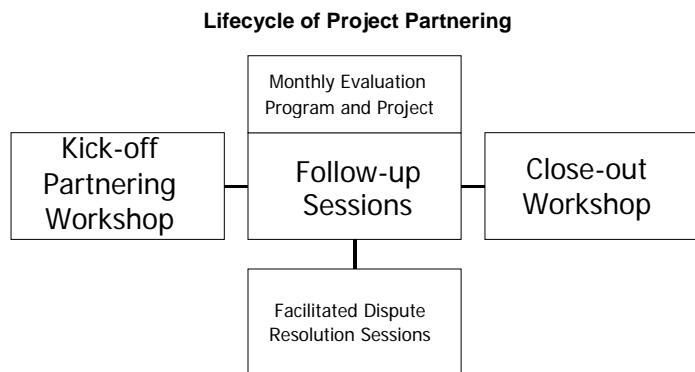 Lifecycle of Project Partnering
Monthly Evaluation
Program and Project
Kick-off
Partnering
Workshop
Follow-up
Sessions
Close-out
Workshop
Facilitated Dispute
Resolution Sessions